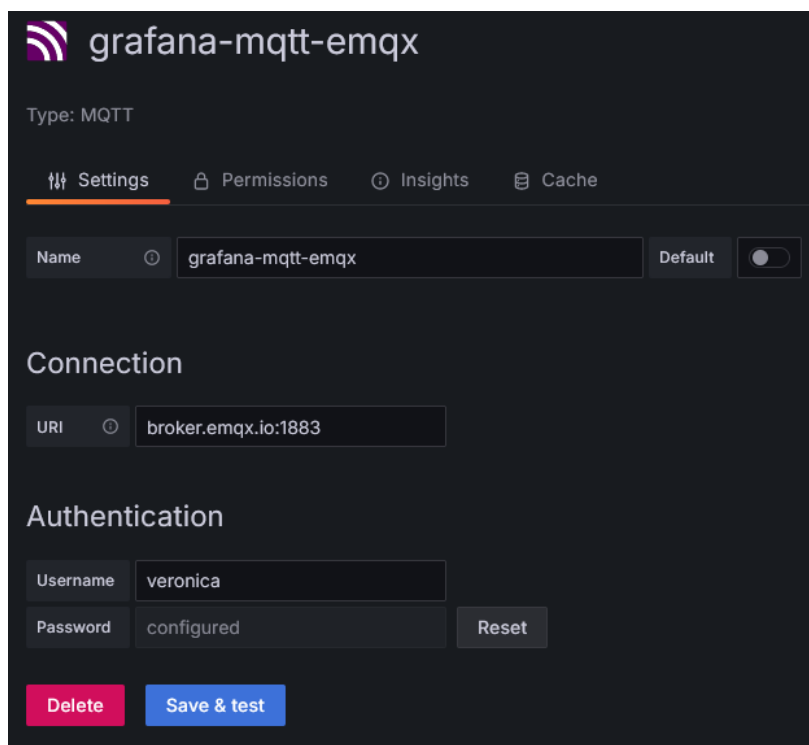 grafana-mqtt-emqx
Type: MQTT
Settings Permissions Insights Cache
Name grafana-mqtt-emqx Default
Connection
URI broker.emqx.io:1883
Authentication
Username veronica
Password configured Reset
Delete Save & test